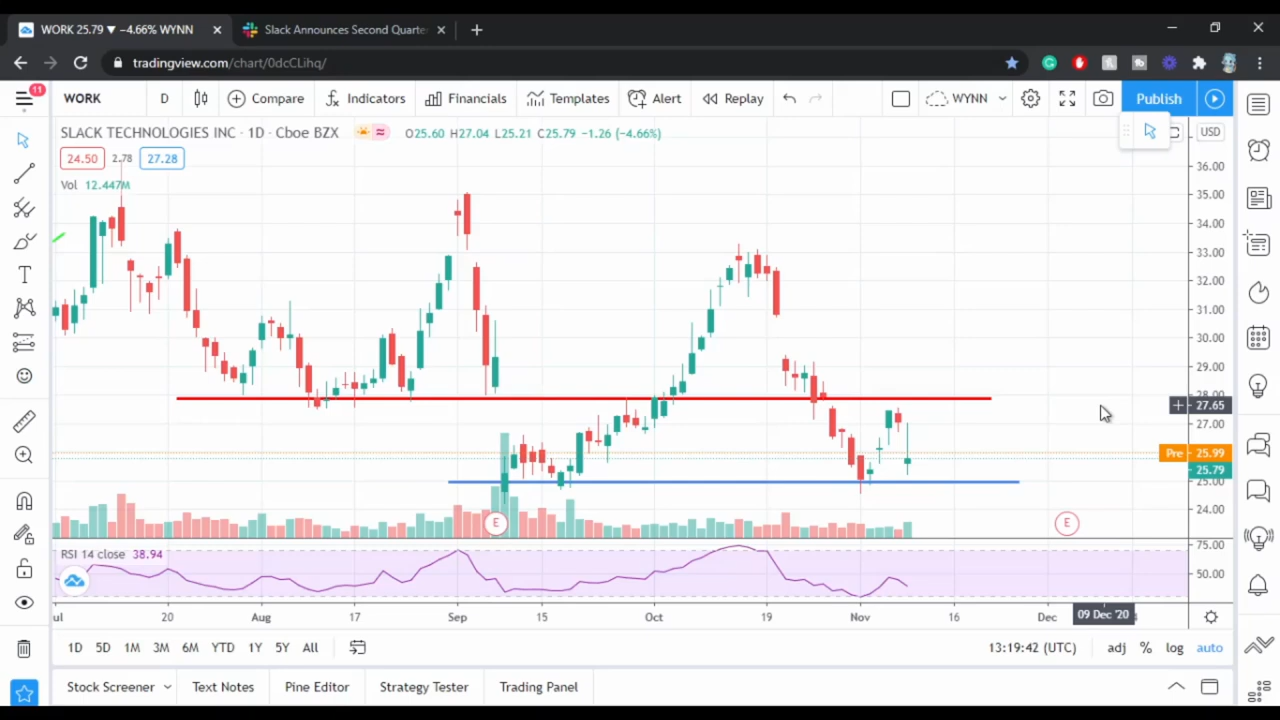 WORK 25.79 ▼ −4.66% WYNN
Slack Announces Second Quarte
tradingview.com/chart/0dcCLihq/
11
WORK D Compare Indicators Financials Templates Alert Replay WYNN Publish
SLACK TECHNOLOGIES INC · 1D · Cboe BZX O25.60 H27.04 L25.21 C25.79 −1.26 (−4.66%)
USD
24.50 2.78 27.28
Vol 12.447M
36.00
35.00
34.00
33.00
32.00
31.00
30.00
29.00
28.00
27.65
27.00
Pre 25.99
25.79
25.00
24.00
E E
RSI 14 close 38.94
75.00
50.00
ul 20 Aug 17 Sep 15 Oct 19 Nov 16 Dec 09 Dec '20
1D 5D 1M 3M 6M YTD 1Y 5Y All 13:19:42 (UTC) adj % log auto
Stock Screener Text Notes Pine Editor Strategy Tester Trading Panel